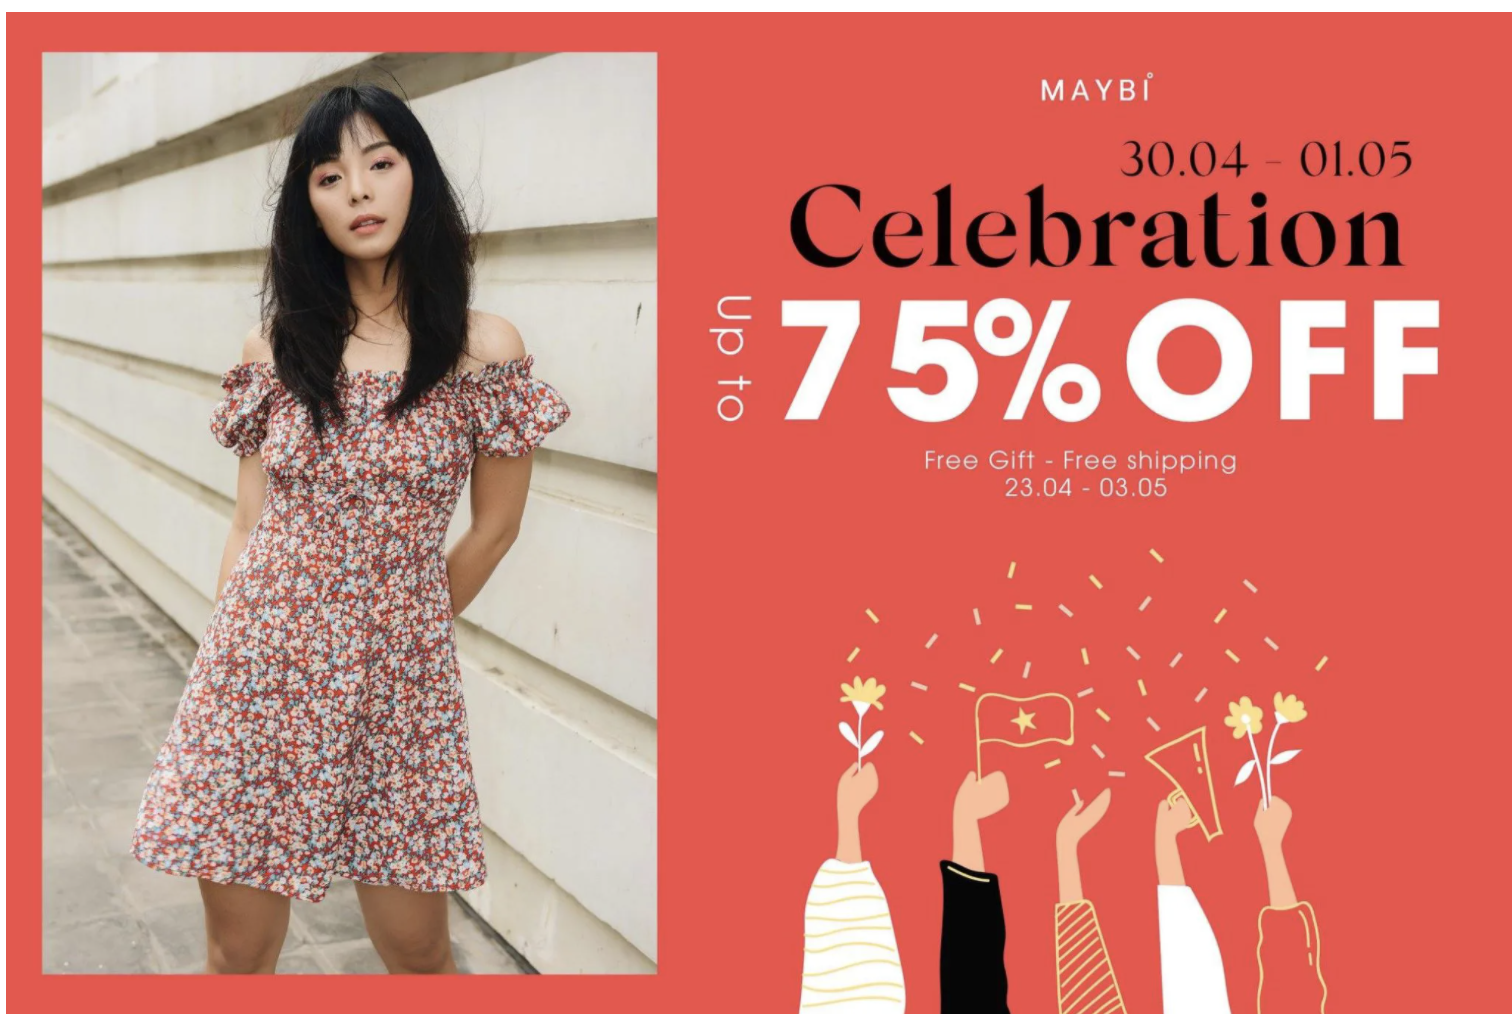 MAYBI°
30.04 - 01.05
Celebration
Up to
75% OFF
Free Gift - Free shipping
23.04 - 03.05